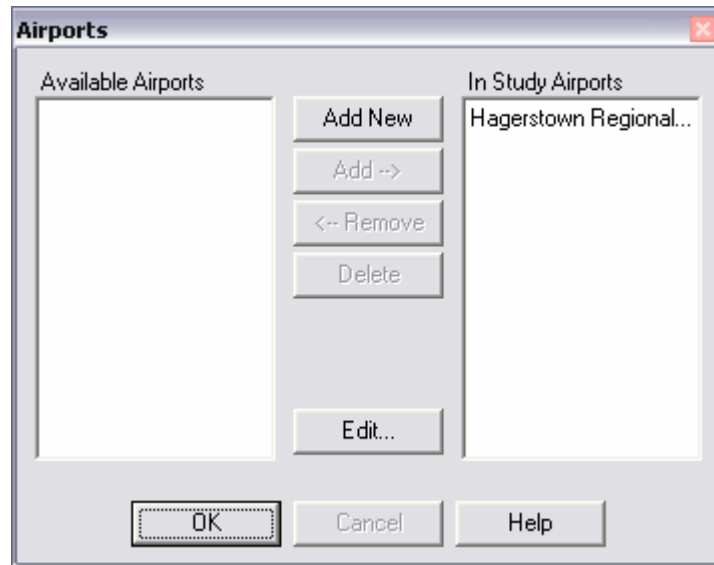 Airports
Available Airports
In Study Airports
Add New
Hagerstown Regional...
Add -->
<-- Remove
Delete
Edit...
OK
Cancel
Help